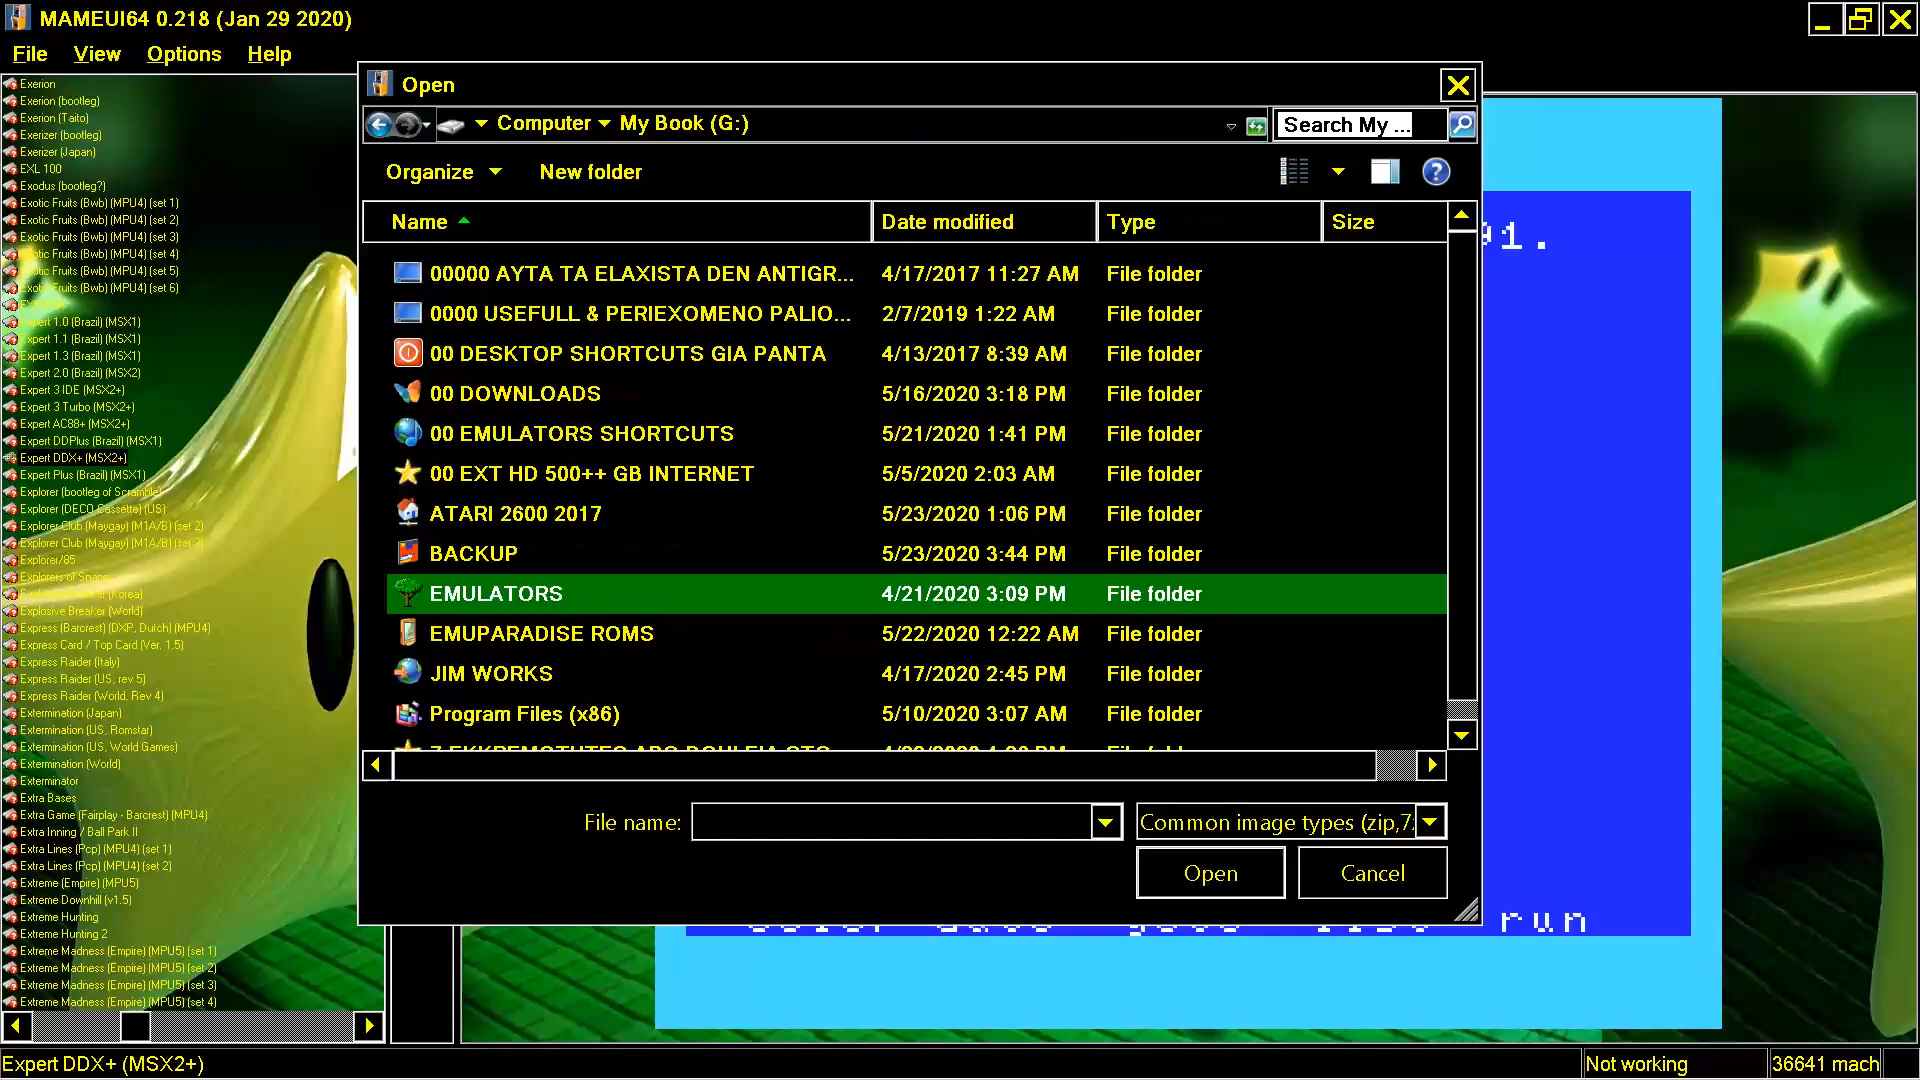 MAMEUI64 0.218 (Jan 29 2020)
File View Options Help
Exerion
Exerion (bootleg)
Exerion (Taito)
Exerizer (bootleg)
Exerizer (Japan)
EXL 100
Exodus (bootleg?)
Exotic Fruits (Bwb) (MPU4) (set 1)
Exotic Fruits (Bwb) (MPU4) (set 2)
Exotic Fruits (Bwb) (MPU4) (set 3)
Exotic Fruits (Bwb) (MPU4) (set 4)
Exotic Fruits (Bwb) (MPU4) (set 5)
Exotic Fruits (Bwb) (MPU4) (set 6)
Expert 1.0 (Brazil) (MSX1)
Expert 1.1 (Brazil) (MSX1)
Expert 1.3 (Brazil) (MSX1)
Expert 2.0 (Brazil) (MSX2)
Expert 3 IDE (MSX2+)
Expert 3 Turbo (MSX2+)
Expert AC88+ (MSX2+)
Expert DDPlus (Brazil) (MSX1)
Expert DDX+ (MSX2+)
Expert Plus (Brazil) (MSX1)
Explorer (bootleg of Scramble)
Explorer (DECO Cassette) (US)
Explorer Club (Maygay) (M1A/B) (set 2)
Explorer Club (Maygay) (M1A/B) (set 3)
Explorer/85
Explorers of Space
Explosive Breaker (Korea)
Explosive Breaker (World)
Express (Barcrest) (DXP, Dutch) (MPU4)
Express Card / Top Card (Ver. 1.5)
Express Raider (Italy)
Express Raider (US, rev 5)
Express Raider (World, Rev 4)
Extermination (Japan)
Extermination (US, Romstar)
Extermination (US, World Games)
Extermination (World)
Exterminator
Extra Bases
Extra Game (Fairplay - Barcrest) (MPU4)
Extra Inning / Ball Park II
Extra Lines (Pcp) (MPU4) (set 1)
Extra Lines (Pcp) (MPU4) (set 2)
Extreme (Empire) (MPU5)
Extreme Downhill (v1.5)
Extreme Hunting
Extreme Hunting 2
Extreme Madness (Empire) (MPU5) (set 1)
Extreme Madness (Empire) (MPU5) (set 2)
Extreme Madness (Empire) (MPU5) (set 3)
Extreme Madness (Empire) (MPU5) (set 4)
Open
Computer My Book (G:)
Search My ...
Organize New folder
Name Date modified Type Size
00000 AYTA TA ELAXISTA DEN ANTIGR... 4/17/2017 11:27 AM File folder
0000 USEFULL & PERIEXOMENO PALIO... 2/7/2019 1:22 AM File folder
00 DESKTOP SHORTCUTS GIA PANTA 4/13/2017 8:39 AM File folder
00 DOWNLOADS 5/16/2020 3:18 PM File folder
00 EMULATORS SHORTCUTS 5/21/2020 1:41 PM File folder
00 EXT HD 500++ GB INTERNET 5/5/2020 2:03 AM File folder
ATARI 2600 2017 5/23/2020 1:06 PM File folder
BACKUP 5/23/2020 3:44 PM File folder
EMULATORS 4/21/2020 3:09 PM File folder
EMUPARADISE ROMS 5/22/2020 12:22 AM File folder
JIM WORKS 4/17/2020 2:45 PM File folder
Program Files (x86) 5/10/2020 3:07 AM File folder
File name:
Common image types (zip,7
Open Cancel
91.
run
Expert DDX+ (MSX2+)
Not working
36641 mach